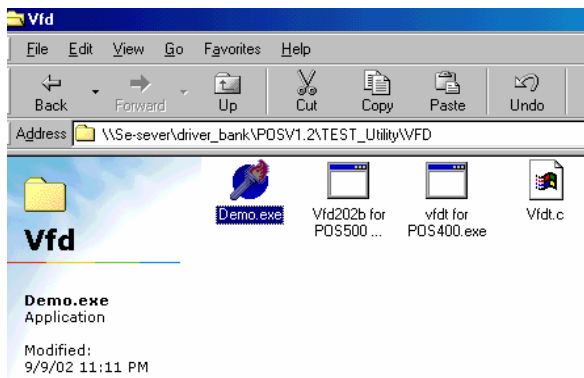 Vfd
File Edit View Go Favorites Help
Back Forward Up Cut Copy Paste Undo
Address \\Se-sever\driver_bank\POSV1.2\TEST_Utility\VFD
Demo.exe Vfd202b for vfdt for Vfdt.c
POS500 ... POS400.exe
Vfd
Demo.exe
Application
Modified:
9/9/02 11:11 PM